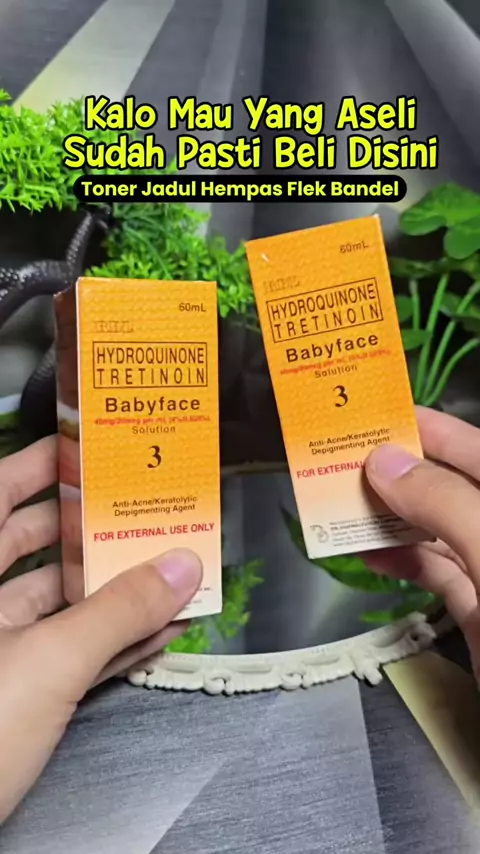 Kalo Mau Yang Aseli
Sudah Pasti Beli Disini
Toner Jadul Hempas Flek Bandel
60mL
HYDROQUINONE
TRETINOIN
Babyface
Solution
3
Anti-Acne/Keratolytic
Depigmenting Agent
FOR EXTERNAL USE ONLY
60mL
HYDROQUINONE
TRETINOIN
Babyface
Solution
3
Anti-Acne/Keratolytic
Depigmenting Agent
FOR EXTERNAL